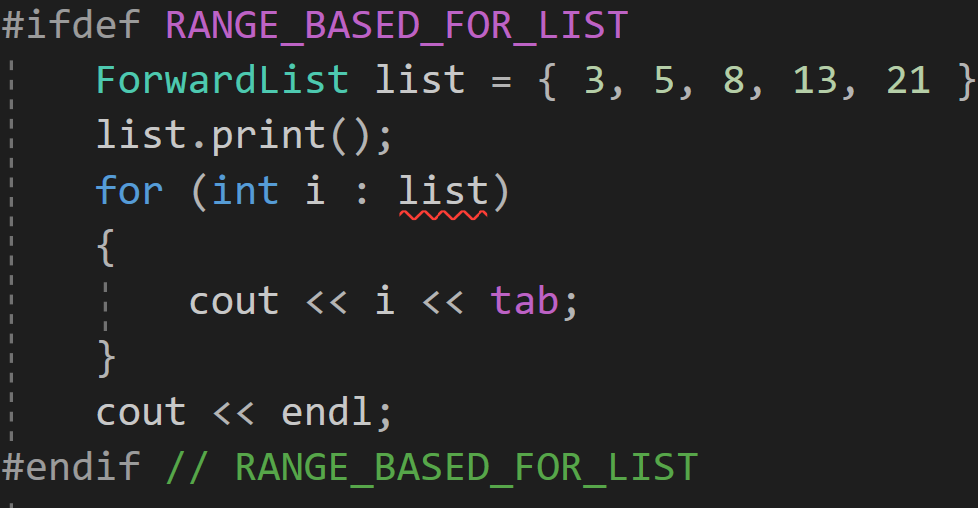 #ifdef RANGE_BASED_FOR_LIST
ForwardList list = { 3, 5, 8, 13, 21 }
list.print();
for (int i : list)
{
cout << i << tab;
}
cout << endl;
#endif // RANGE_BASED_FOR_LIST